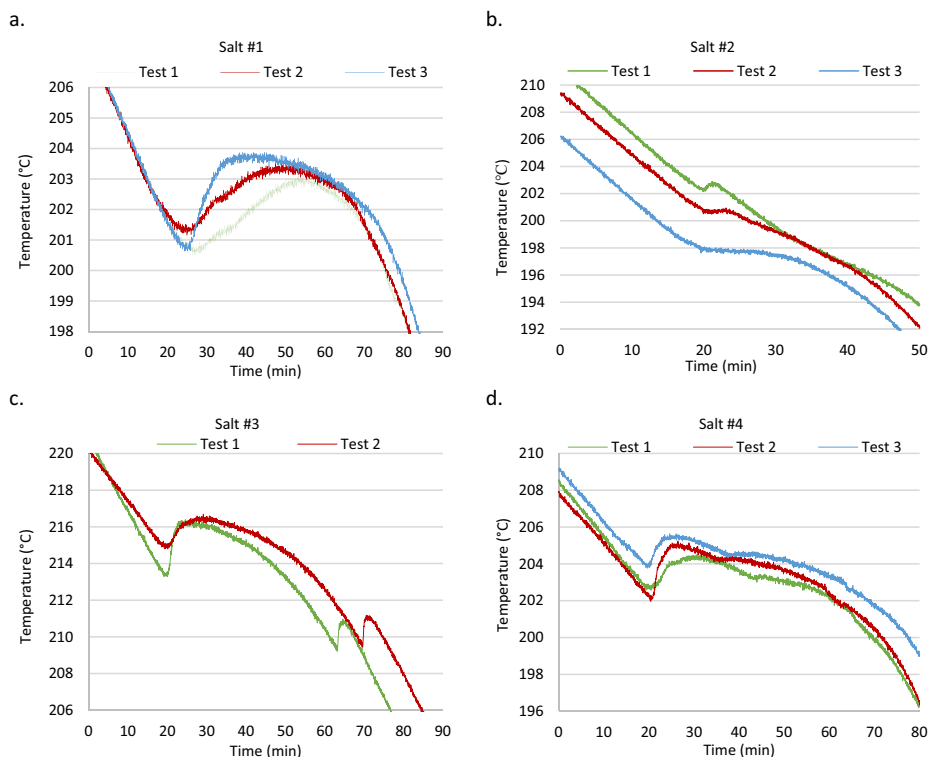 a.
Salt #1
Test 1 Test 2 Test 3
206
205
204
203
202
201
200
199
198
0 10 20 30 40 50 60 70 80 90
Temperature (°C)
Time (min)
b.
Salt #2
Test 1 Test 2 Test 3
210
208
206
204
202
200
198
196
194
192
0 10 20 30 40 50
Temperature (°C)
Time (min)
c.
Salt #3
Test 1 Test 2
220
218
216
214
212
210
208
206
0 10 20 30 40 50 60 70 80 90
Temperature (°C)
Time (min)
d.
Salt #4
Test 1 Test 2 Test 3
210
208
206
204
202
200
198
196
0 10 20 30 40 50 60 70 80
Temperature (°C)
Time (min)